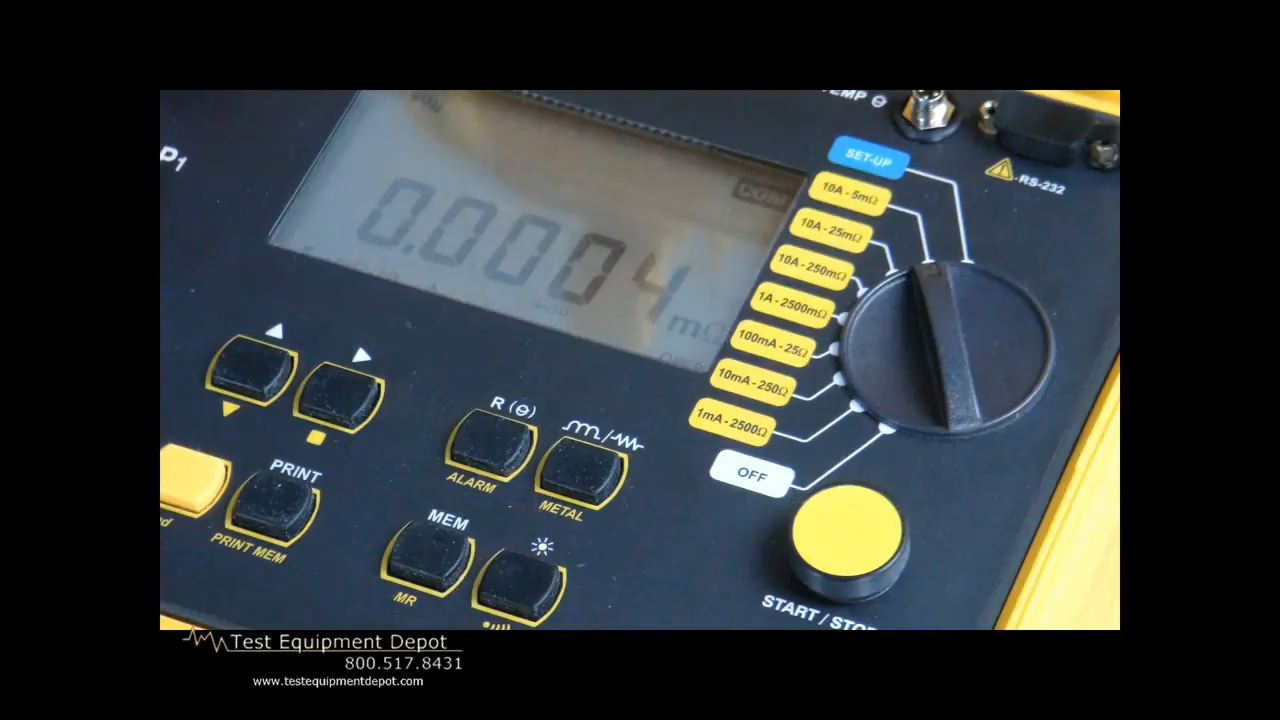 TEMP Θ
P1
SET-UP
RS-232
10A - 5mΩ
10A - 25mΩ
10A - 250mΩ
1A - 2500mΩ
100mA - 25Ω
10mA - 250Ω
1mA - 2500Ω
OFF
0.0004
mΩ
AUTO
R (Θ)
ALARM
METAL
PRINT
PRINT MEM
MEM
MR
START / STOP
Test Equipment Depot
800.517.8431
www.testequipmentdepot.com